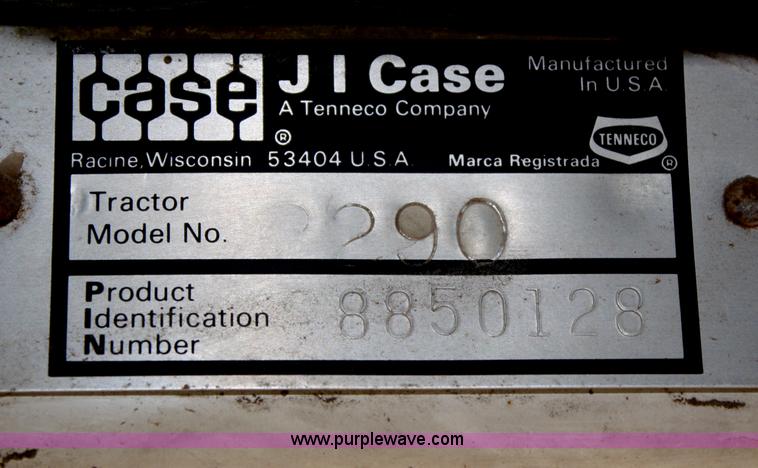 case
J I Case
A Tenneco Company
®
Manufactured
In U.S.A.
TENNECO
®
Racine, Wisconsin 53404 U.S.A.
Marca Registrada
Tractor
Model No.
2290
Product
Identification
Number
8850128
www.purplewave.com